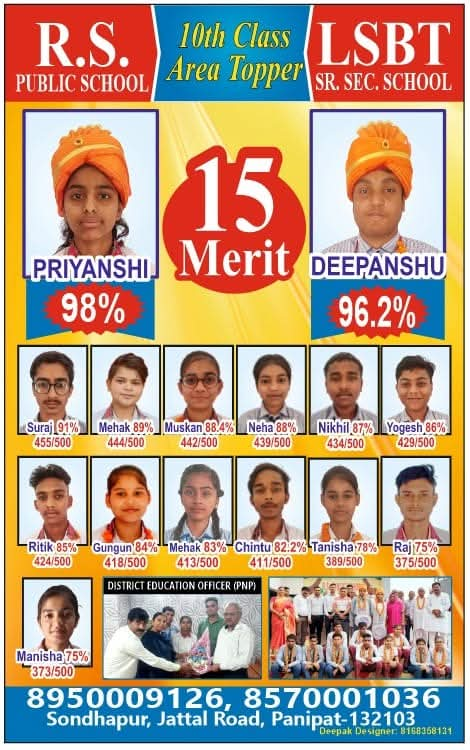 R.S.
PUBLIC SCHOOL
10th Class
Area Topper
LSBT
SR. SEC. SCHOOL
15
Merit
PRIYANSHI
98%
DEEPANSHU
96.2%
Suraj 91%
455/500
Mehak 89%
444/500
Muskan 88.4%
442/500
Neha 88%
439/500
Nikhil 87%
434/500
Yogesh 86%
429/500
Ritik 85%
424/500
Gungun 84%
418/500
Mehak 83%
413/500
Chintu 82.2%
411/500
Tanisha 78%
389/500
Raj 75%
375/500
Manisha 75%
373/500
DISTRICT EDUCATION OFFICER (PNP)
8950009126, 8570001036
Sondhapur, Jattal Road, Panipat-132103
Deepak Designer: 8168358131